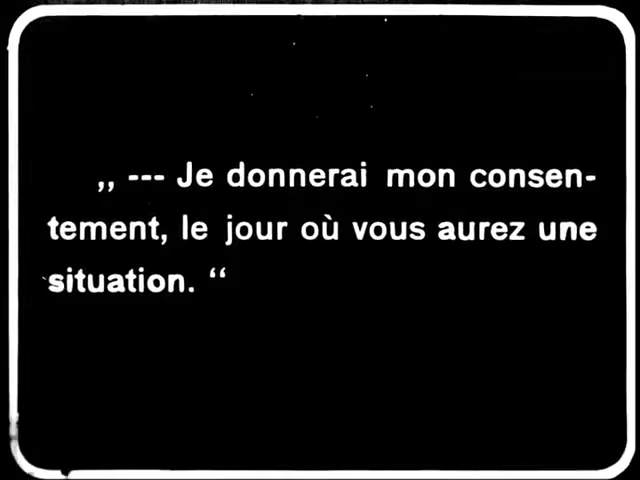 „ --- Je donnerai mon consen-
tement, le jour où vous aurez une
situation. “